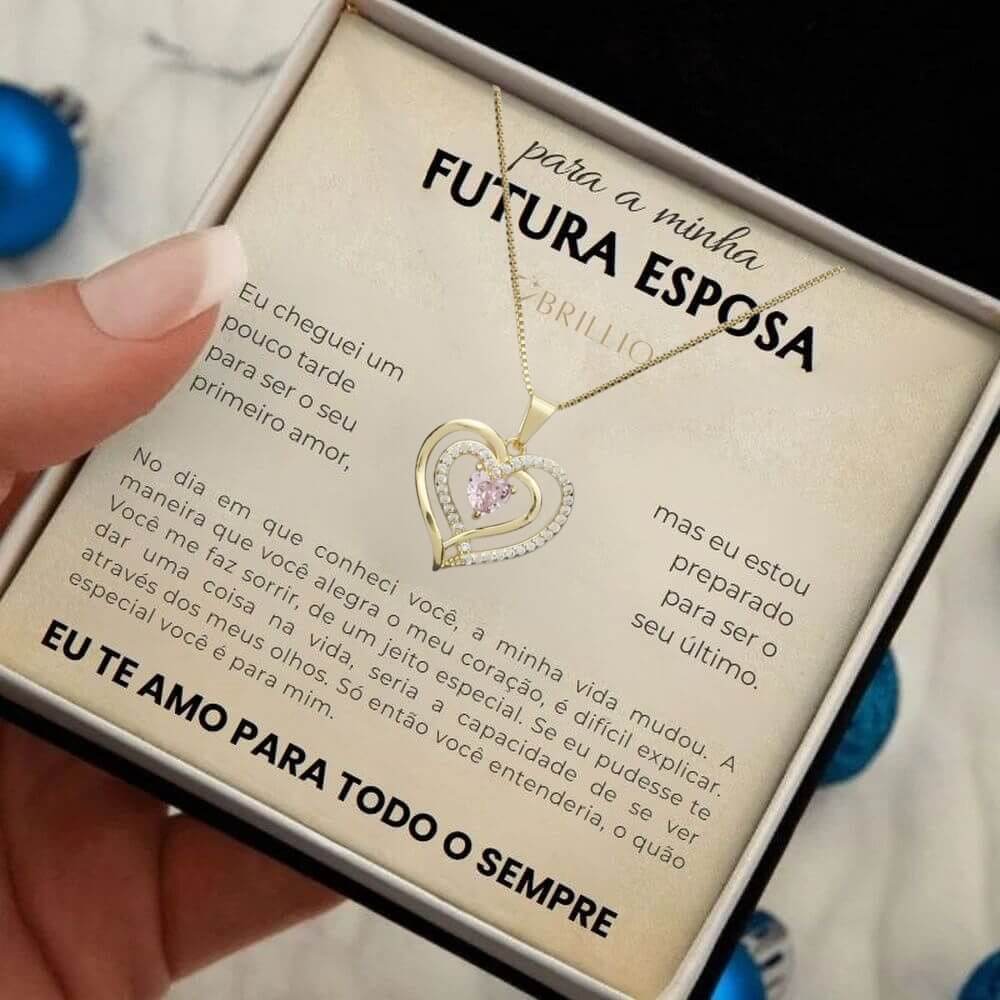 para a minha
FUTURA ESPOSA
BRILLIO
Eu cheguei um
pouco tarde
para ser o seu
primeiro amor,
mas eu estou
preparado
para ser o
seu último.
No dia em que conheci você, a minha vida mudou. A
maneira que você alegra o meu coração, é difícil explicar.
Você me faz sorrir, de um jeito especial. Se eu pudesse te
dar uma coisa na vida, seria a capacidade de se ver
através dos meus olhos. Só então você entenderia, o quão
especial você é para mim.
EU TE AMO PARA TODO O SEMPRE